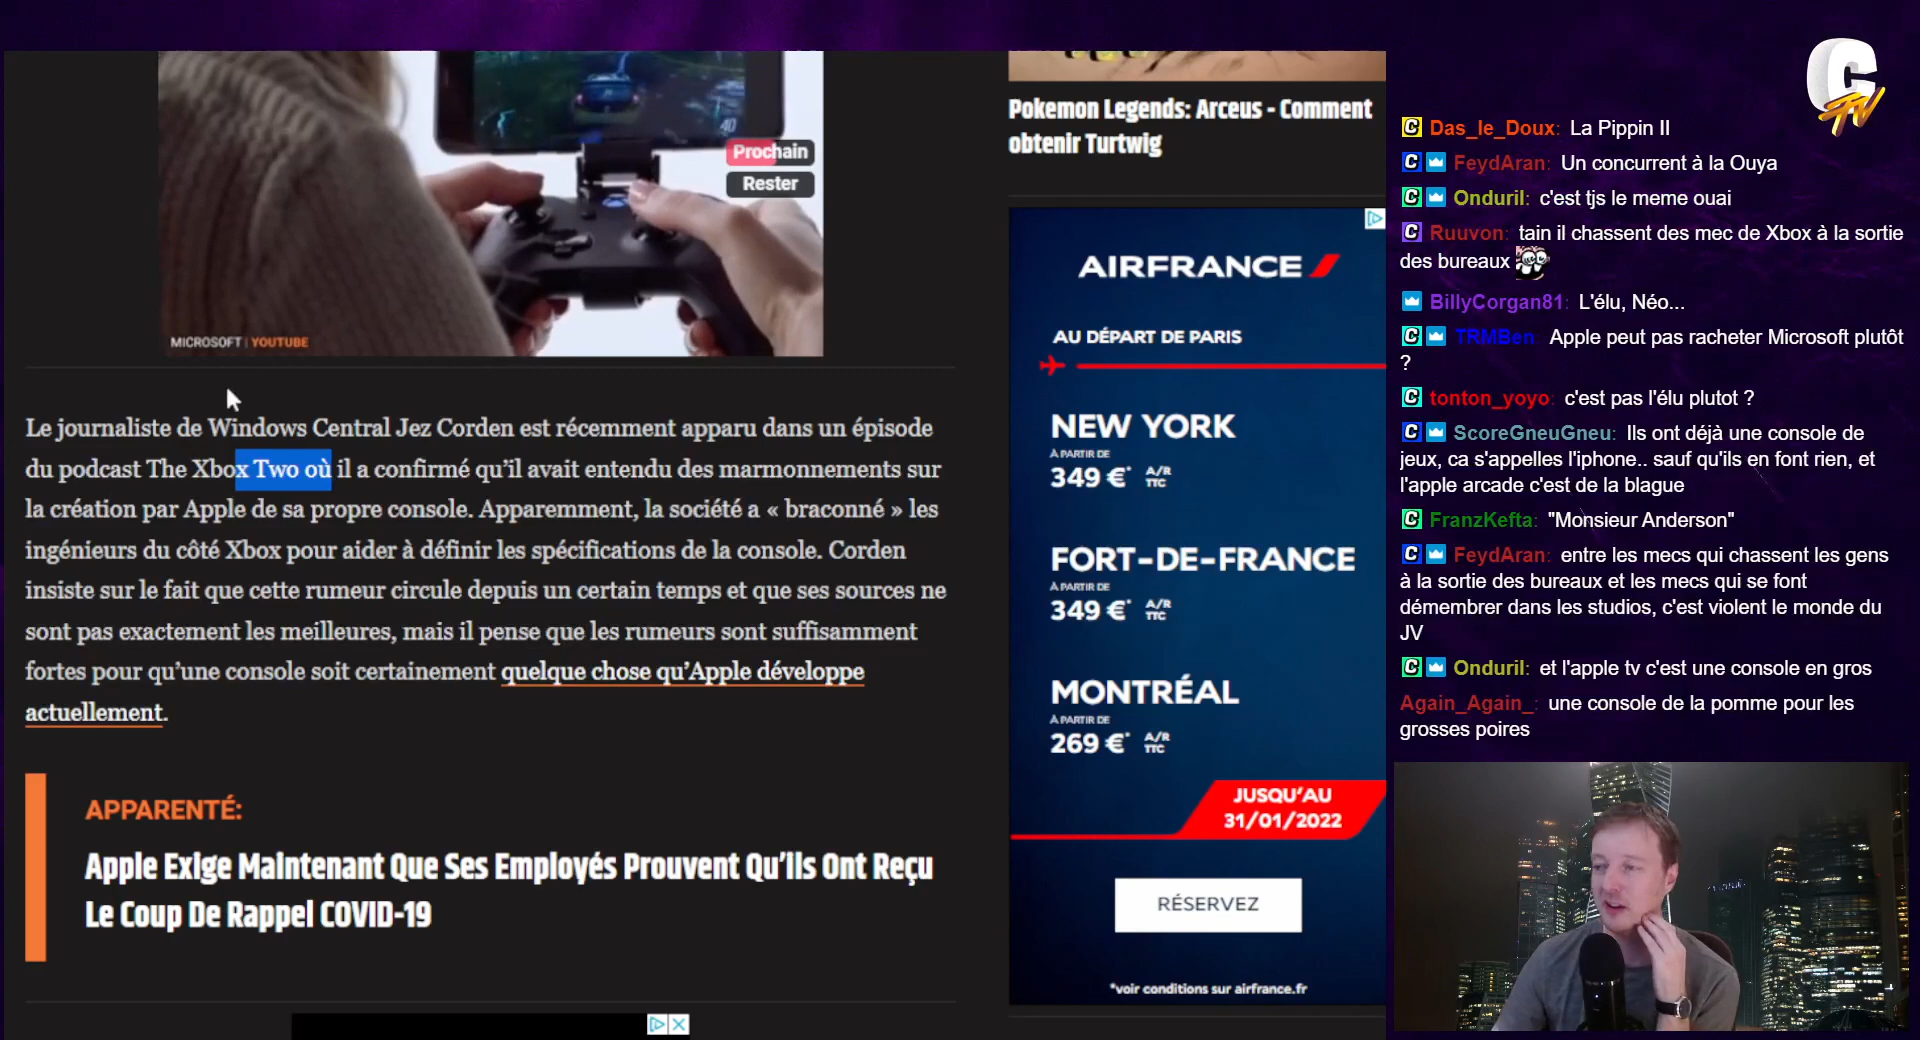 40
Prochain
Rester
MICROSOFT | YOUTUBE
Le journaliste de Windows Central Jez Corden est récemment apparu dans un épisode
du podcast The Xbox Two où il a confirmé qu'il avait entendu des marmonnements sur
la création par Apple de sa propre console. Apparemment, la société a « braconné » les
ingénieurs du côté Xbox pour aider à définir les spécifications de la console. Corden
insiste sur le fait que cette rumeur circule depuis un certain temps et que ses sources ne
sont pas exactement les meilleures, mais il pense que les rumeurs sont suffisamment
fortes pour qu'une console soit certainement quelque chose qu'Apple développe
actuellement.
APPARENTÉ:
Apple Exige Maintenant Que Ses Employés Prouvent Qu'ils Ont Reçu
Le Coup De Rappel COVID-19
Pokemon Legends: Arceus - Comment
obtenir Turtwig
AIRFRANCE
AU DÉPART DE PARIS
NEW YORK
À PARTIR DE
349 €* A/R
TTC
FORT-DE-FRANCE
À PARTIR DE
349 €* A/R
TTC
MONTRÉAL
À PARTIR DE
269 €* A/R
TTC
JUSQU'AU
31/01/2022
RÉSERVEZ
*voir conditions sur airfrance.fr
C
TV
Das_le_Doux: La Pippin II
FeydAran: Un concurrent à la Ouya
Onduril: c'est tjs le meme ouai
Ruuvon: tain il chassent des mec de Xbox à la sortie
des bureaux
BillyCorgan81: L'élu, Néo...
TRMBen: Apple peut pas racheter Microsoft plutôt
?
tonton_yoyo: c'est pas l'élu plutot ?
ScoreGneuGneu: Ils ont déjà une console de
jeux, ca s'appelles l'iphone.. sauf qu'ils en font rien, et
l'apple arcade c'est de la blague
FranzKefta: "Monsieur Anderson"
FeydAran: entre les mecs qui chassent les gens
à la sortie des bureaux et les mecs qui se font
démembrer dans les studios, c'est violent le monde du
JV
Onduril: et l'apple tv c'est une console en gros
Again_Again_: une console de la pomme pour les
grosses poires